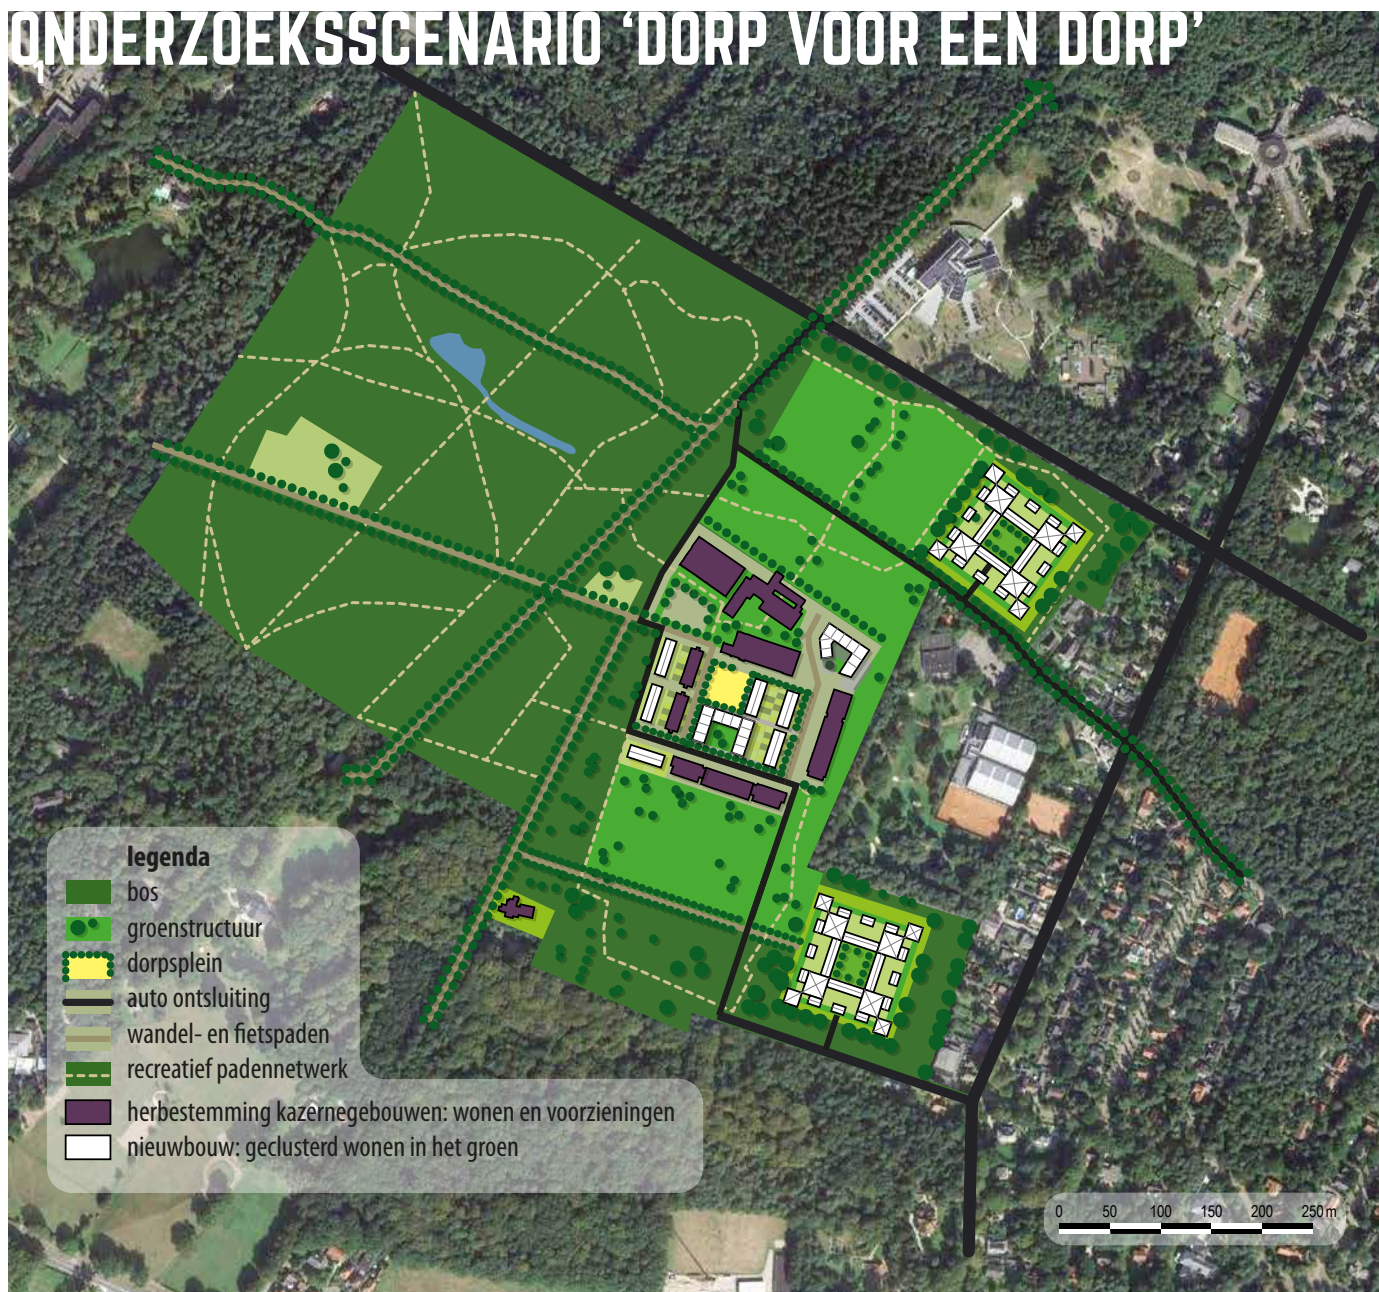 ONDERZOEKSSCENARIO ‘DORP VOOR EEN DORP’
1
legenda
bos
groenstructuur
dorpsplein
auto ontsluiting
wandel- en fietspaden
recreatief padennetwerk
herbestemming kazernegebouwen: wonen en voorzieningen
nieuwbouw: geclusterd wonen in het groen
0 50 100 150 200 250 m